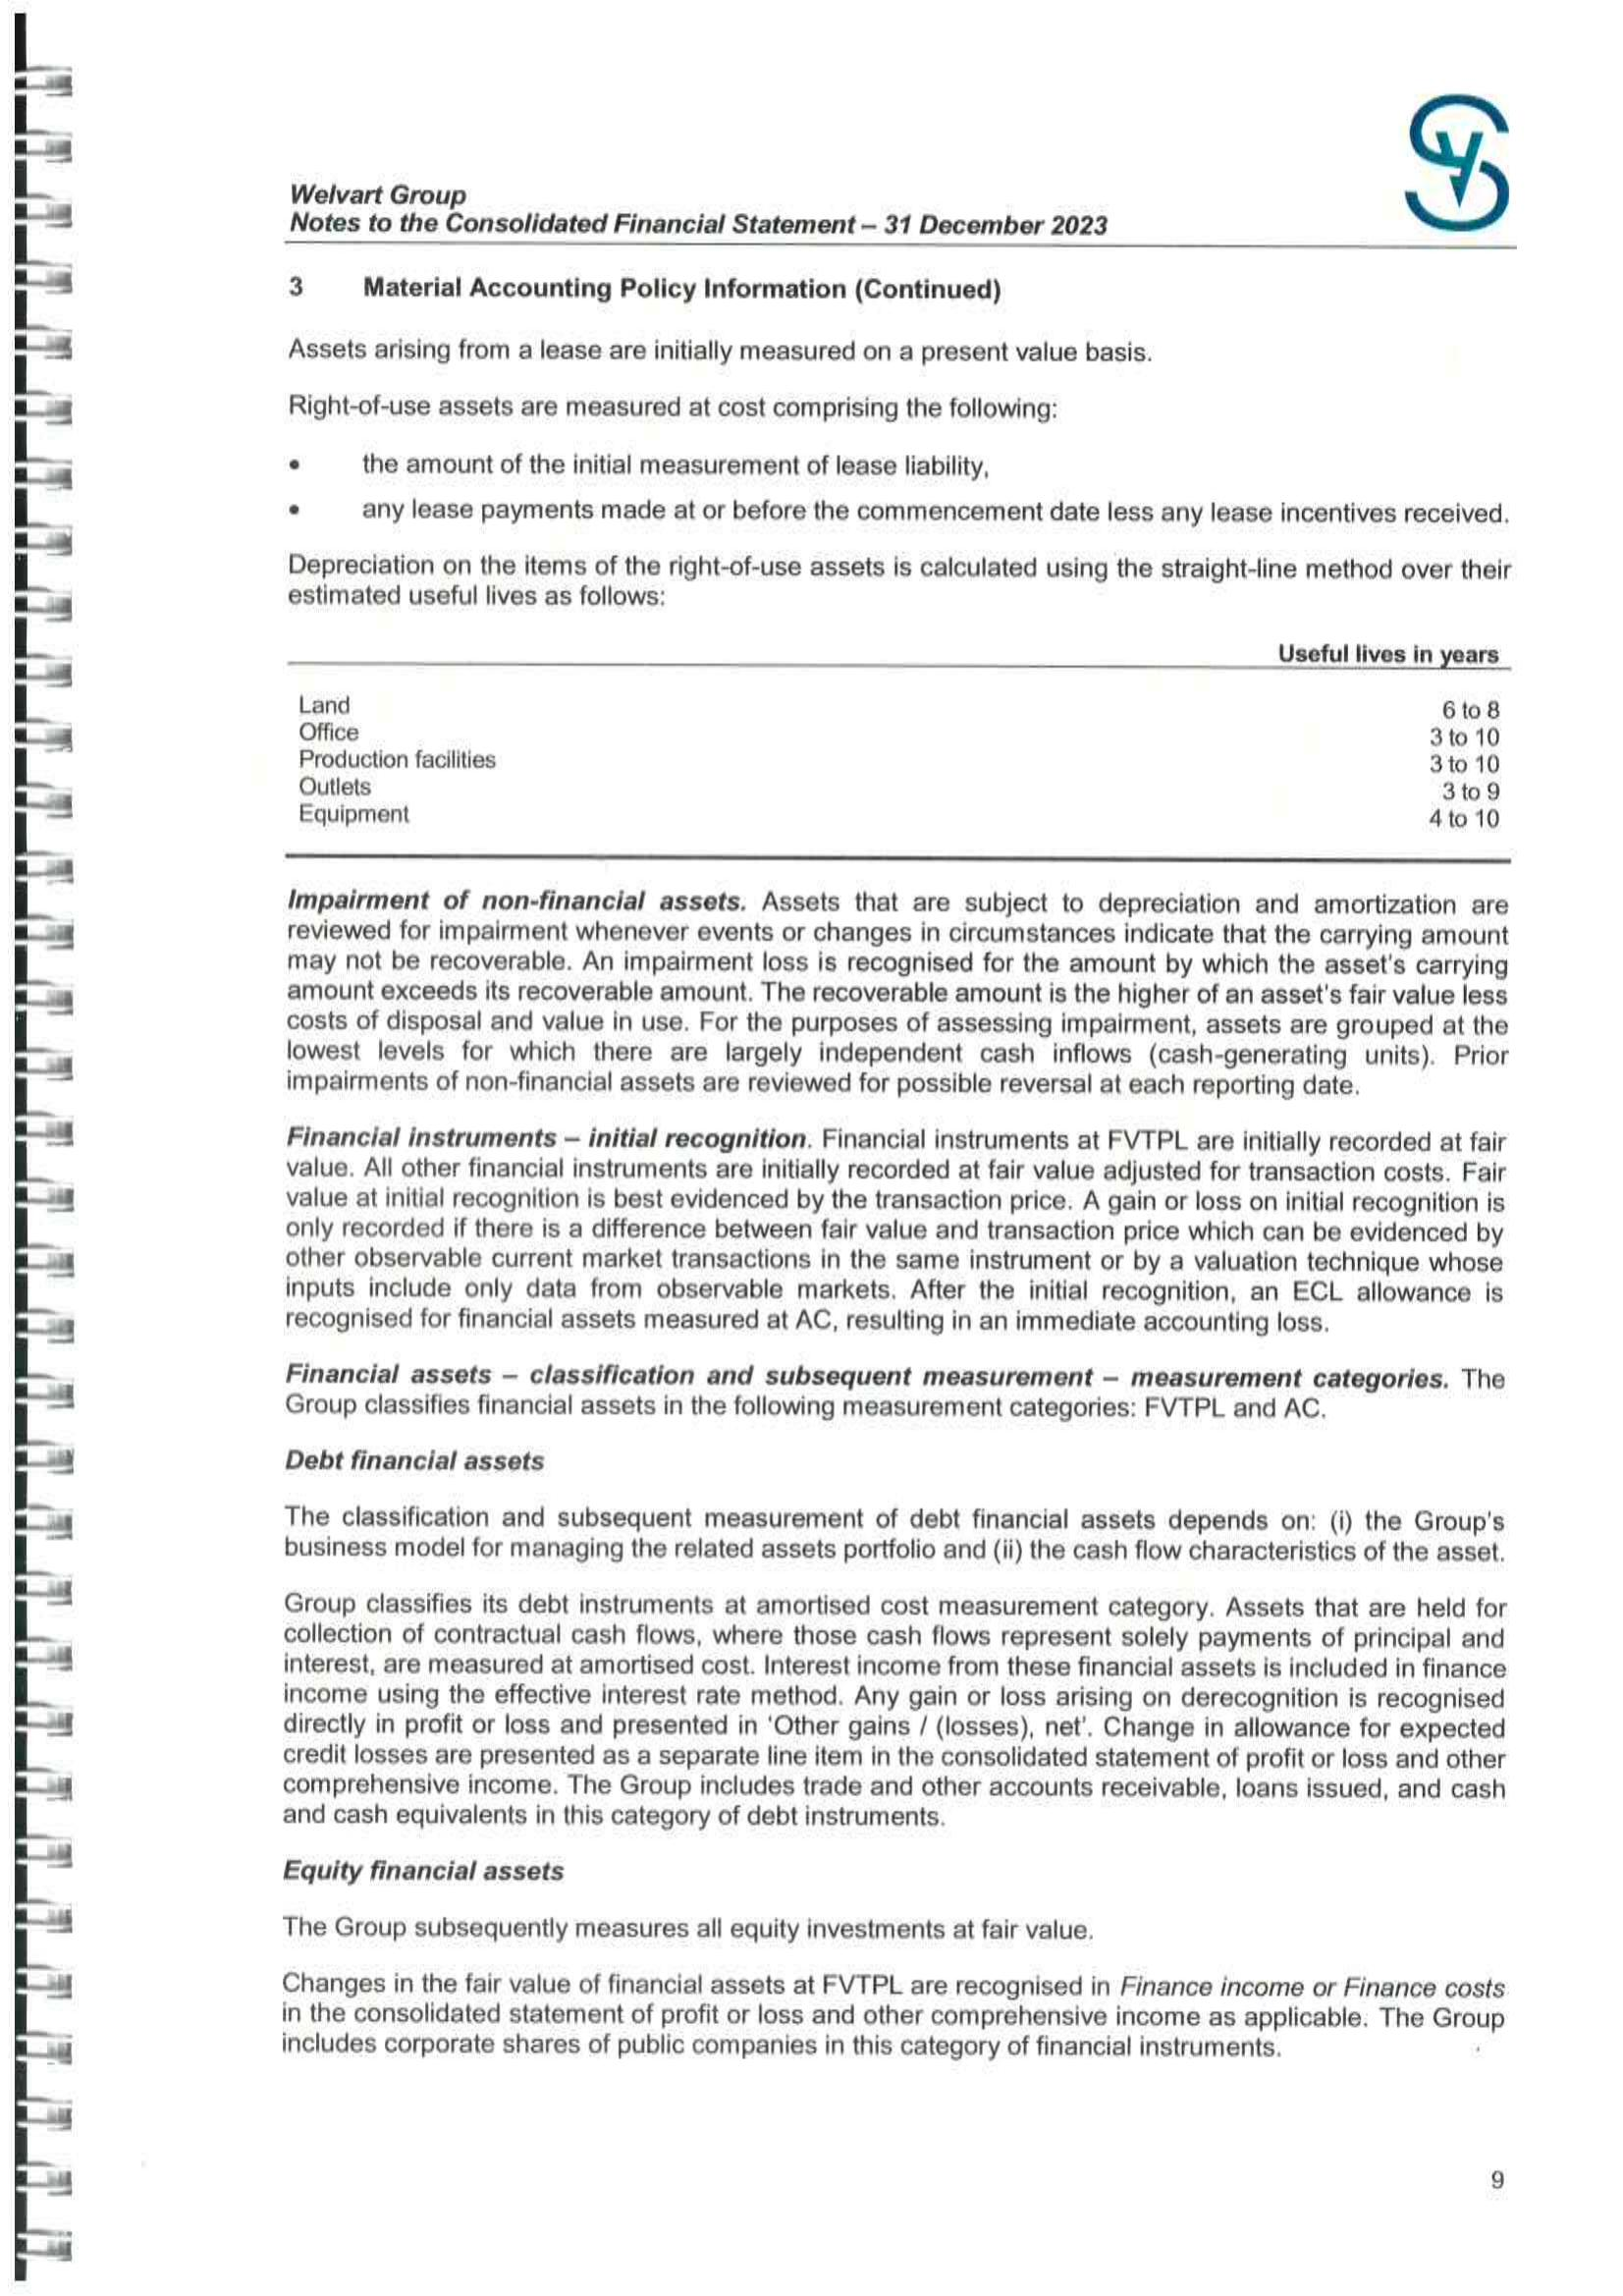 Welvart Group
Notes to the Consolidated Financial Statement – 31 December 2023
3 Material Accounting Policy Information (Continued)
Assets arising from a lease are initially measured on a present value basis.
Right-of-use assets are measured at cost comprising the following:
• the amount of the initial measurement of lease liability,
• any lease payments made at or before the commencement date less any lease incentives received.
Depreciation on the items of the right-of-use assets is calculated using the straight-line method over their
estimated useful lives as follows:
Useful lives in years
Land 6 to 8
Office 3 to 10
Production facilities 3 to 10
Outlets 3 to 9
Equipment 4 to 10
Impairment of non-financial assets. Assets that are subject to depreciation and amortization are
reviewed for impairment whenever events or changes in circumstances indicate that the carrying amount
may not be recoverable. An impairment loss is recognised for the amount by which the asset's carrying
amount exceeds its recoverable amount. The recoverable amount is the higher of an asset's fair value less
costs of disposal and value in use. For the purposes of assessing impairment, assets are grouped at the
lowest levels for which there are largely independent cash inflows (cash-generating units). Prior
impairments of non-financial assets are reviewed for possible reversal at each reporting date.
Financial instruments – initial recognition. Financial instruments at FVTPL are initially recorded at fair
value. All other financial instruments are initially recorded at fair value adjusted for transaction costs. Fair
value at initial recognition is best evidenced by the transaction price. A gain or loss on initial recognition is
only recorded if there is a difference between fair value and transaction price which can be evidenced by
other observable current market transactions in the same instrument or by a valuation technique whose
inputs include only data from observable markets. After the initial recognition, an ECL allowance is
recognised for financial assets measured at AC, resulting in an immediate accounting loss.
Financial assets – classification and subsequent measurement – measurement categories. The
Group classifies financial assets in the following measurement categories: FVTPL and AC.
Debt financial assets
The classification and subsequent measurement of debt financial assets depends on: (i) the Group's
business model for managing the related assets portfolio and (ii) the cash flow characteristics of the asset.
Group classifies its debt instruments at amortised cost measurement category. Assets that are held for
collection of contractual cash flows, where those cash flows represent solely payments of principal and
interest, are measured at amortised cost. Interest income from these financial assets is included in finance
income using the effective interest rate method. Any gain or loss arising on derecognition is recognised
directly in profit or loss and presented in 'Other gains / (losses), net'. Change in allowance for expected
credit losses are presented as a separate line item in the consolidated statement of profit or loss and other
comprehensive income. The Group includes trade and other accounts receivable, loans issued, and cash
and cash equivalents in this category of debt instruments.
Equity financial assets
The Group subsequently measures all equity investments at fair value.
Changes in the fair value of financial assets at FVTPL are recognised in Finance income or Finance costs
in the consolidated statement of profit or loss and other comprehensive income as applicable. The Group
includes corporate shares of public companies in this category of financial instruments.
9